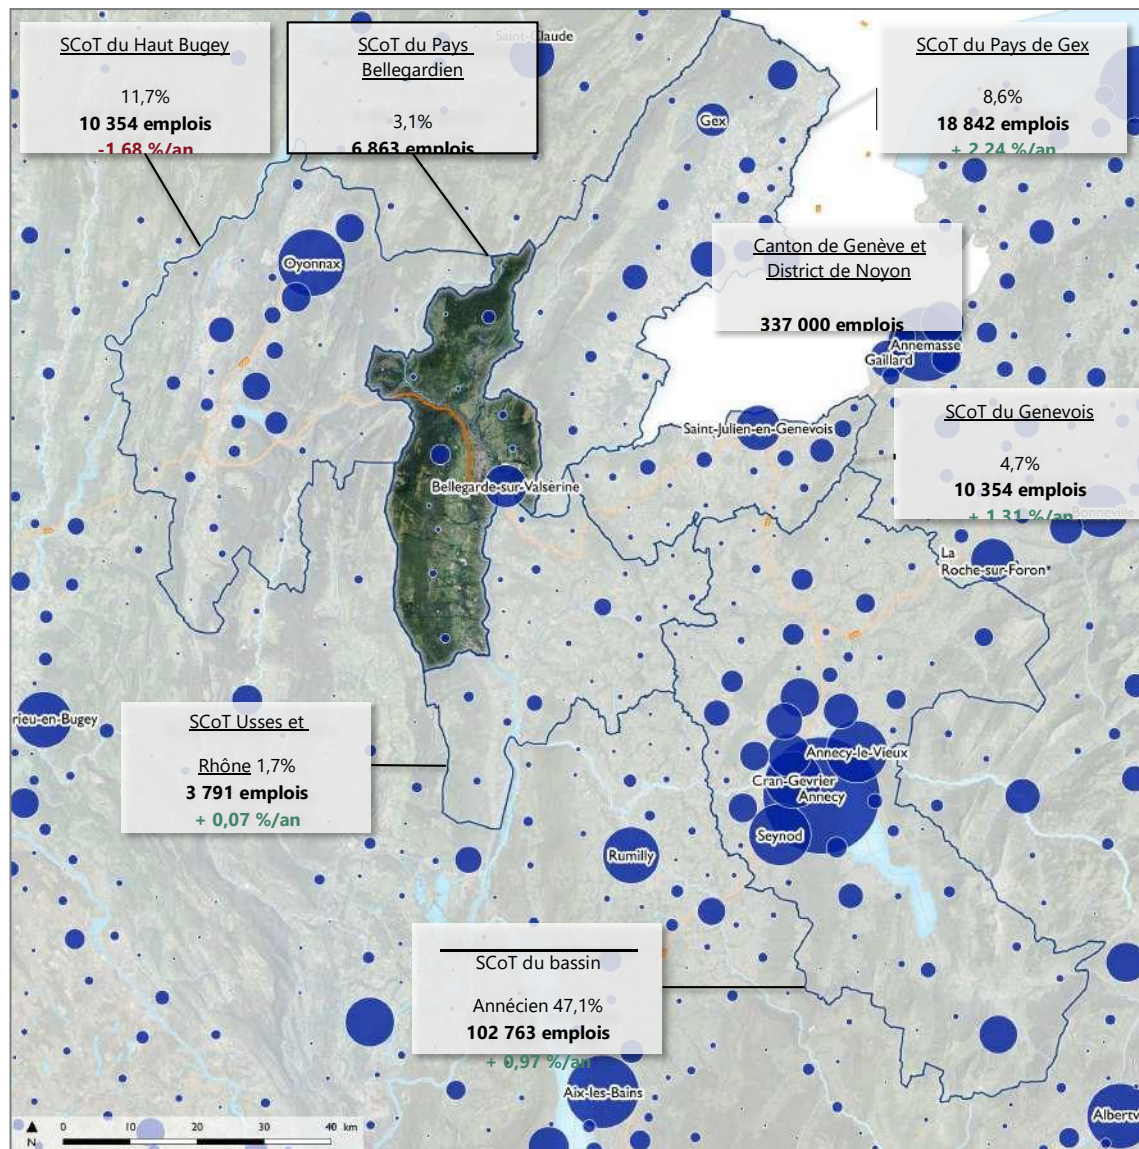 SCoT du Haut Bugey
11,7%
10 354 emplois
-1,68 %/an
SCoT du Pays
Bellegardien
3,1%
6 863 emplois
SCoT du Pays de Gex
8,6%
18 842 emplois
+ 2,24 %/an
Saint-Claude
Gex
Canton de Genève et
District de Noyon
337 000 emplois
Oyonnax
Annemasse
Gaillard
SCoT du Genevois
4,7%
10 354 emplois
+ 1,31 %/an
Saint-Julien-en-Genevois
Bellegarde-sur-Valsérine
Bonneville
La
Roche-sur-Foron
rieu-en-Bugey
SCoT Usses et
Rhône 1,7%
3 791 emplois
+ 0,07 %/an
Annecy-le-Vieux
Cran-Gevrier
Annecy
Seynod
Rumilly
SCoT du bassin
Annécien 47,1%
102 763 emplois
+ 0,97 %/an
Aix-les-Bains
Albertv
N
0 10 20 30 40 km